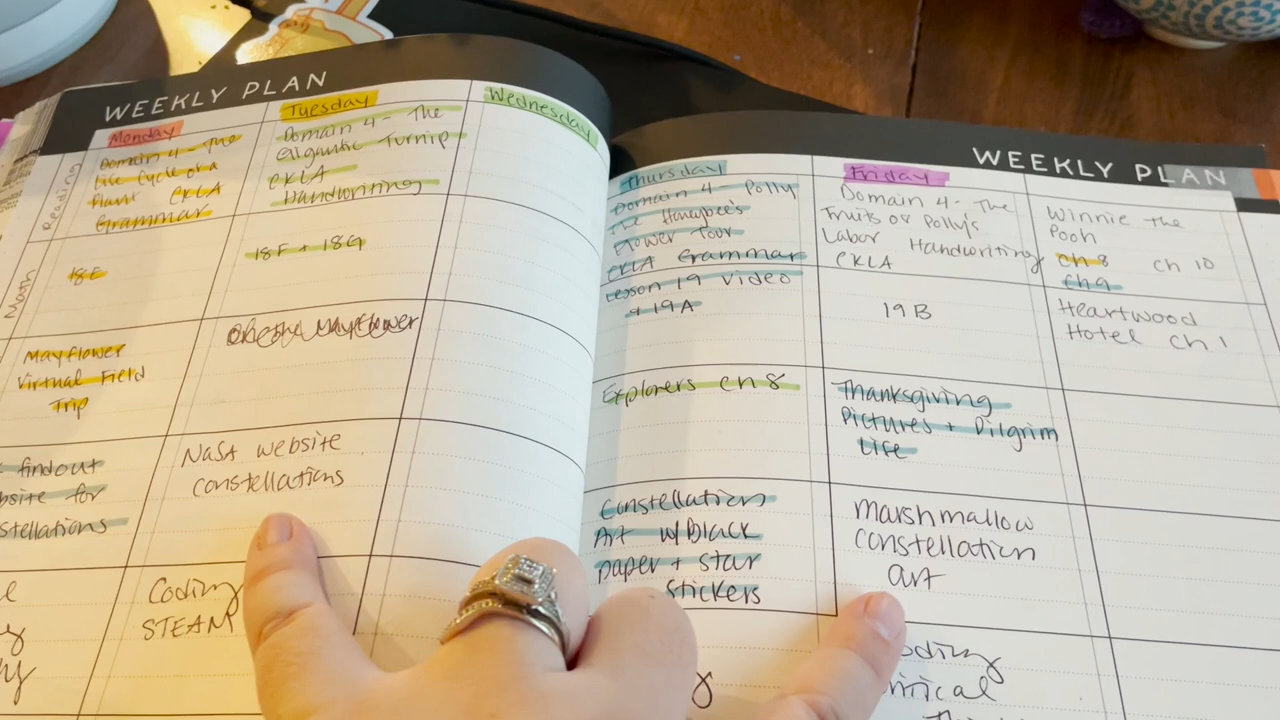 WEEKLY PLAN
Monday
Tuesday
Wednesday
Reading
Domain 4 - The
Life Cycle of a
Plant CKLA
Grammar
Domain 4 - The
Gigantic Turnip
CKLA
Handwriting
Math
18E
18F + 18G
Mayflower
Virtual Field
Trip
Mayflower
findout
for
NASA website
constellations
Coding
STEAM
WEEKLY PLAN
Thursday
Friday
Domain 4 - Polly
The Honeybee's
Flower Tour
CKLA Grammar
Domain 4 - The
Fruits of Polly's
Labor Handwriting
CKLA
Winnie the
Pooh
ch 8 ch 10
ch 9
Lesson 19 Video
+ 19A
19B
Heartwood
Hotel ch 1
Explorers ch 8
Thanksgiving
Pictures + Pilgrim
Life
Constellation
Art w/Black
paper + star
stickers
Marshmallow
constellation
art